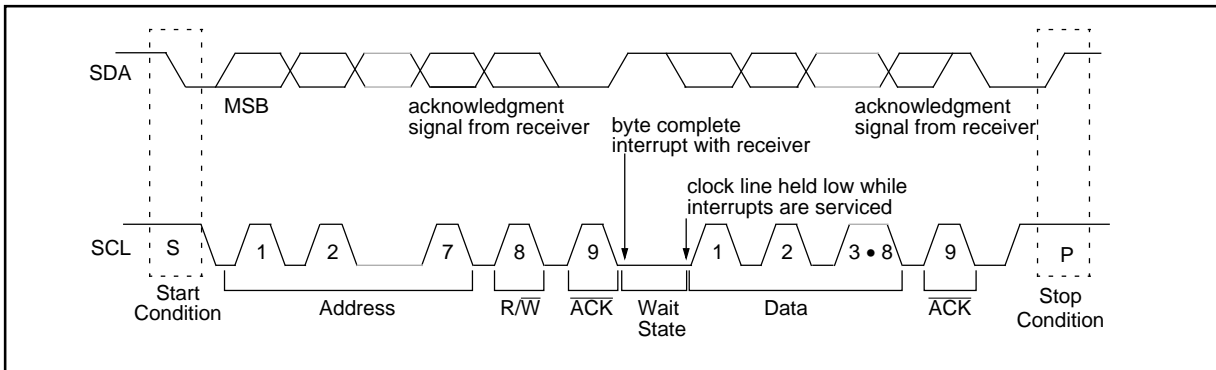 SDA
MSB
acknowledgment
signal from receiver
byte complete
interrupt with receiver
acknowledgment
signal from receiver
clock line held low while
interrupts are serviced
SCL
S
1
2
7
8
9
1
2
3 • 8
9
P
Start
Condition
Address
R/W̅
A̅C̅K̅
Wait
State
Data
A̅C̅K̅
Stop
Condition